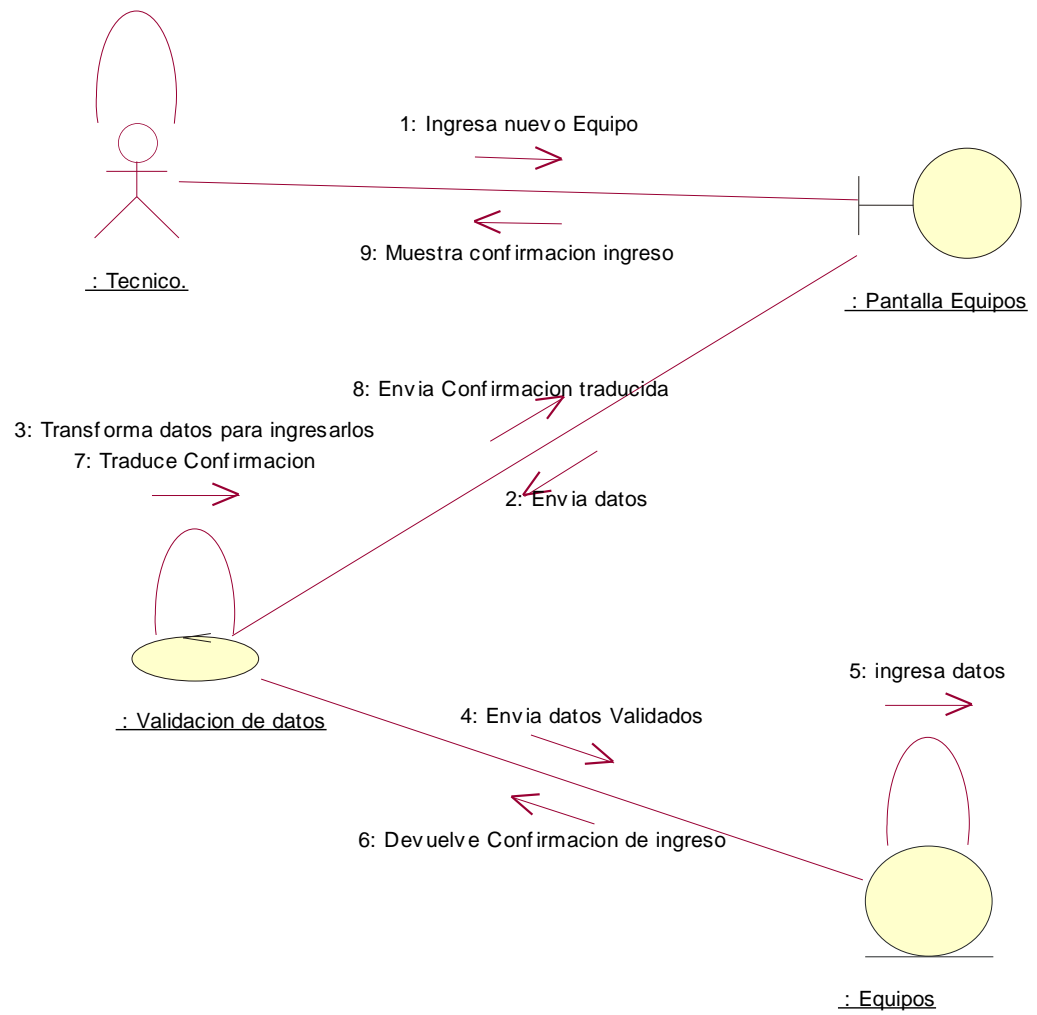 1: Ingresa nuevo Equipo
9: Muestra confirmacion ingreso
: Tecnico.
: Pantalla Equipos
8: Envia Confirmacion traducida
3: Transforma datos para ingresarlos
7: Traduce Confirmacion
2: Envia datos
5: ingresa datos
4: Envia datos Validados
: Validacion de datos
6: Devuelve Confirmacion de ingreso
: Equipos